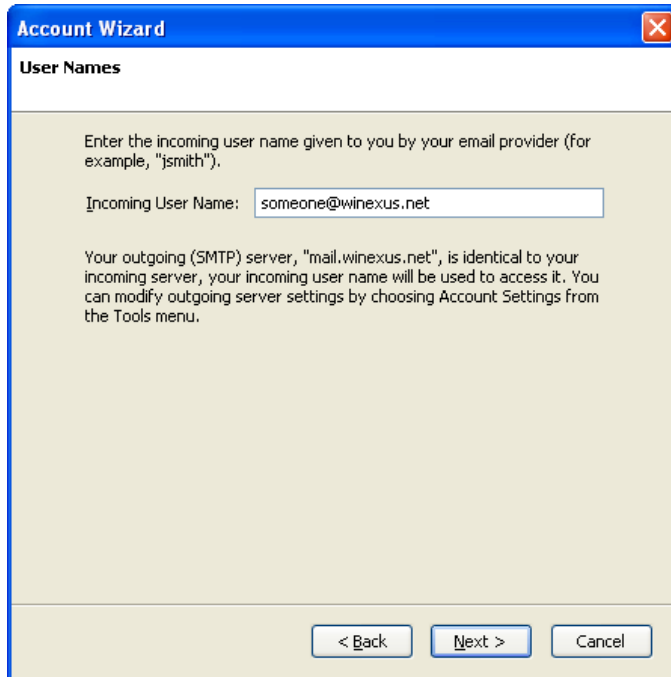 Account Wizard
User Names
Enter the incoming user name given to you by your email provider (for
example, "jsmith").
Incoming User Name: someone@winexus.net
Your outgoing (SMTP) server, "mail.winexus.net", is identical to your
incoming server, your incoming user name will be used to access it. You
can modify outgoing server settings by choosing Account Settings from
the Tools menu.
< Back Next > Cancel